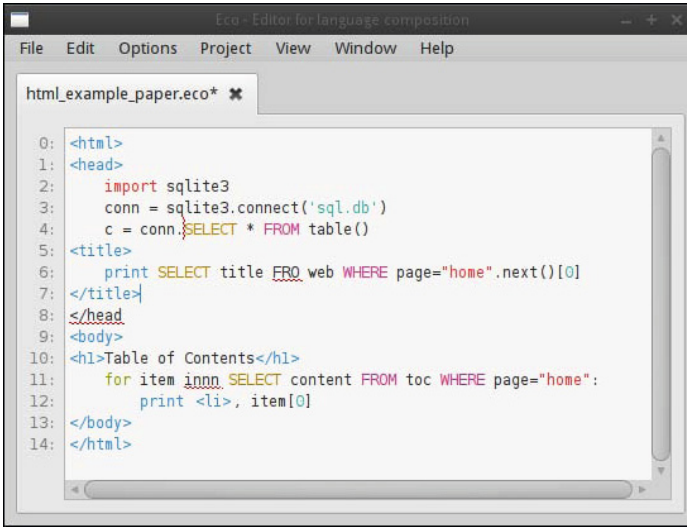 Eco - Editor for language composition
File Edit Options Project View Window Help
html_example_paper.eco*
0: <html>
1: <head>
2:     import sqlite3
3:     conn = sqlite3.connect('sql.db')
4:     c = conn.SELECT * FROM table()
5: <title>
6:     print SELECT title FRO web WHERE page="home".next()[0]
7: </title>
8: </head
9: <body>
10: <h1>Table of Contents</h1>
11:     for item innn SELECT content FROM toc WHERE page="home":
12:         print <li>, item[0]
13: </body>
14: </html>